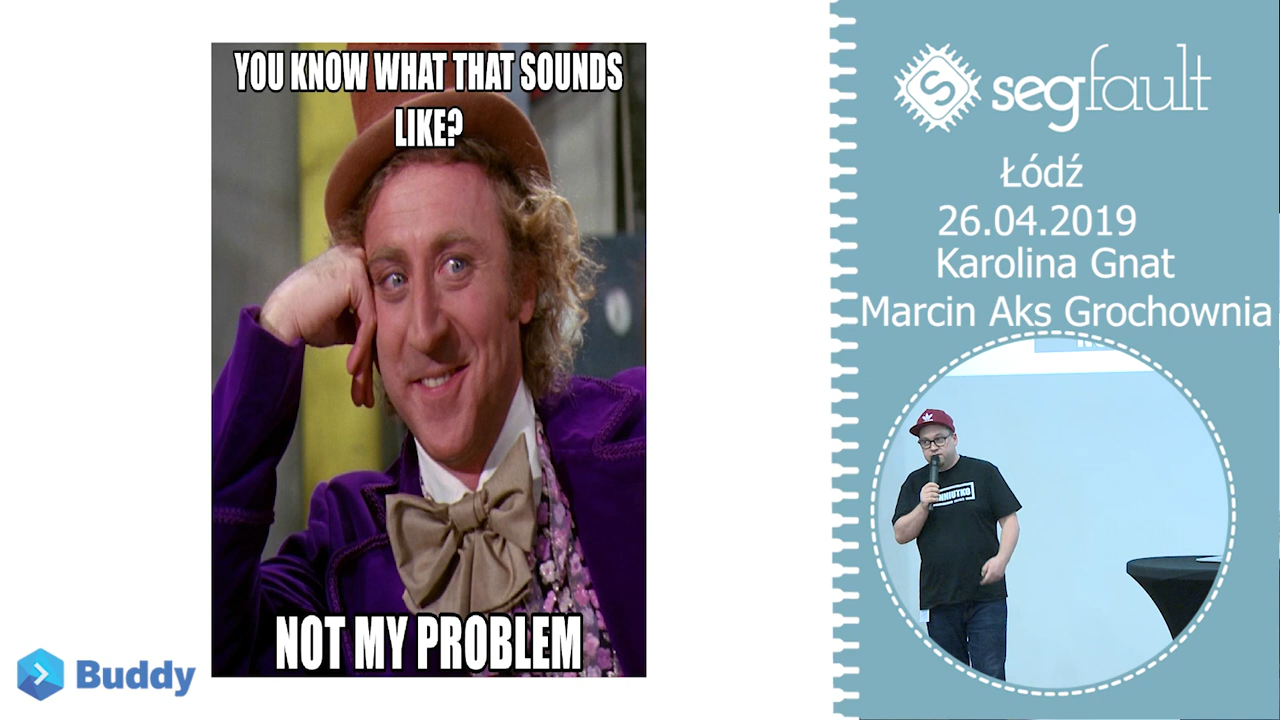 YOU KNOW WHAT THAT SOUNDS
LIKE?
NOT MY PROBLEM
Buddy
segfault
Łódź
26.04.2019
Karolina Gnat
Marcin Aks Grochownia